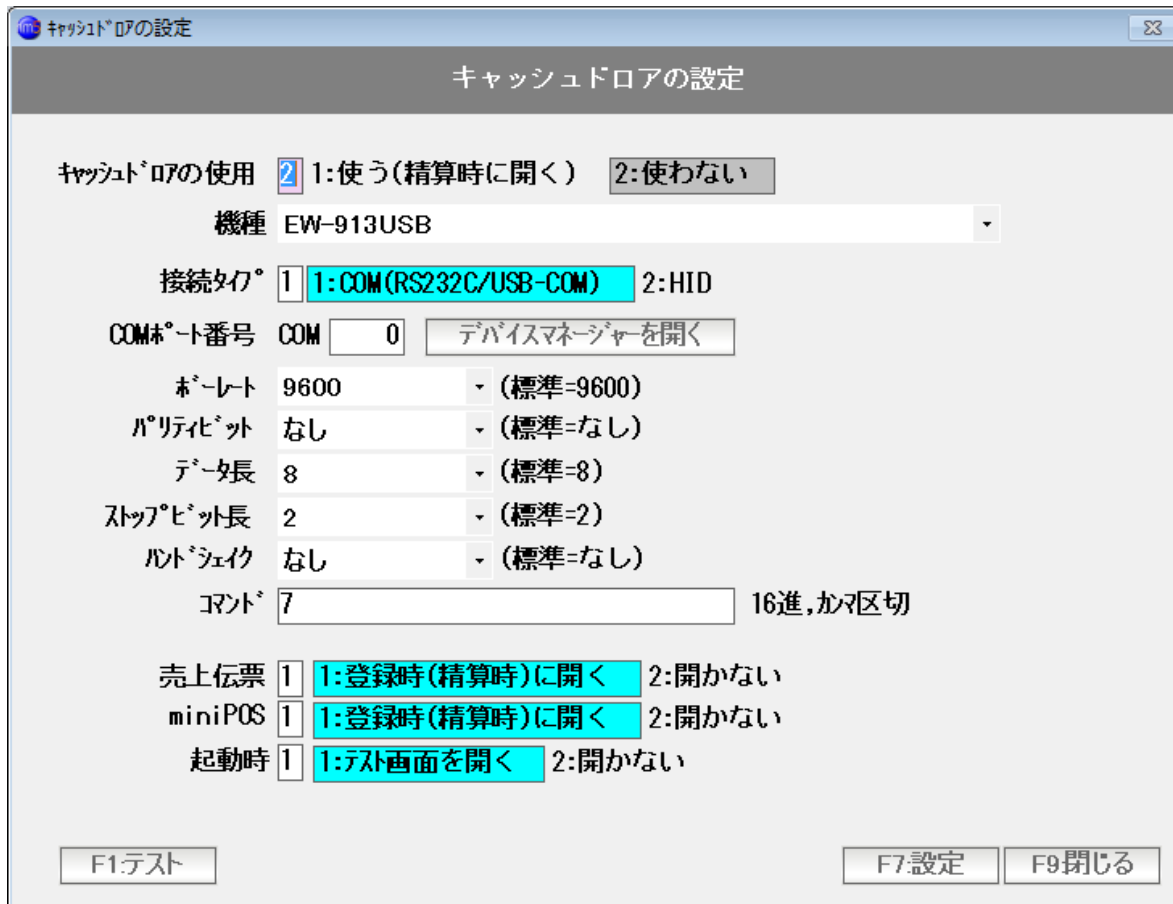 ｷｬｯｼｭﾄﾞﾛｱの設定
キャッシュドロアの設定
ｷｬｯｼｭﾄﾞﾛｱの使用 2 1:使う(精算時に開く) 2:使わない
機種 EW-913USB
接続ﾀｲﾌﾟ 1 1:COM(RS232C/USB-COM) 2:HID
COMﾎﾟｰﾄ番号 COM 0 デバイスマネージャーを開く
ﾎﾞｰﾚｰﾄ 9600 (標準=9600)
ﾊﾟﾘﾃｨﾋﾞｯﾄ なし (標準=なし)
ﾃﾞｰﾀ長 8 (標準=8)
ｽﾄｯﾌﾟﾋﾞｯﾄ長 2 (標準=2)
ﾊﾝﾄﾞｼｪｲｸ なし (標準=なし)
ｺﾏﾝﾄﾞ 7 16進,ｶﾝﾏ区切
売上伝票 1 1:登録時(精算時)に開く 2:開かない
miniPOS 1 1:登録時(精算時)に開く 2:開かない
起動時 1 1:ﾃｽﾄ画面を開く 2:開かない
F1:テスト F7:設定 F9:閉じる